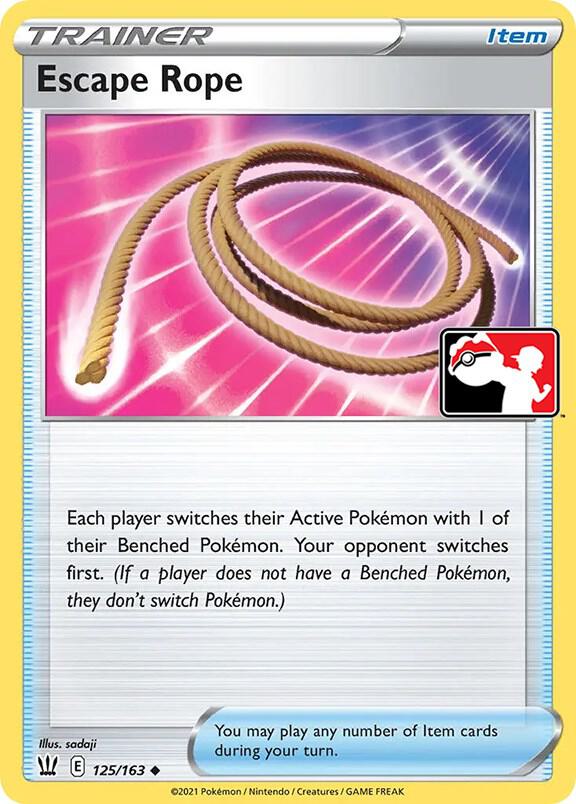 TRAINER
Item
Escape Rope
Each player switches their Active Pokémon with 1 of
their Benched Pokémon. Your opponent switches
first. (If a player does not have a Benched Pokémon,
they don't switch Pokémon.)
You may play any number of Item cards
during your turn.
Illus. sadaji
E 125/163
©2021 Pokémon / Nintendo / Creatures / GAME FREAK